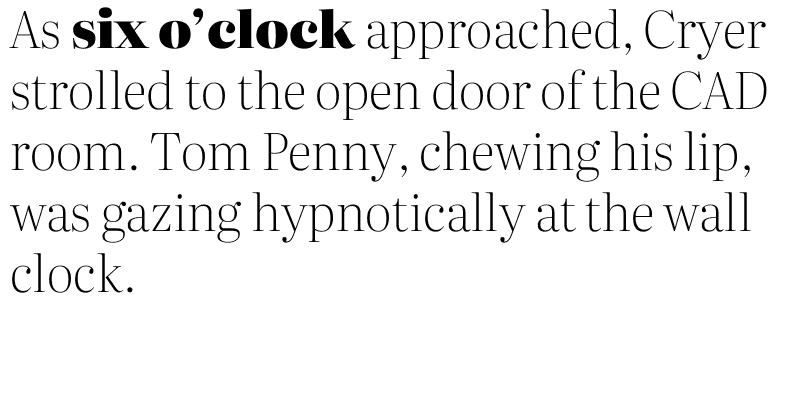 As six o’clock approached, Cryer
strolled to the open door of the CAD
room. Tom Penny, chewing his lip,
was gazing hypnotically at the wall
clock.